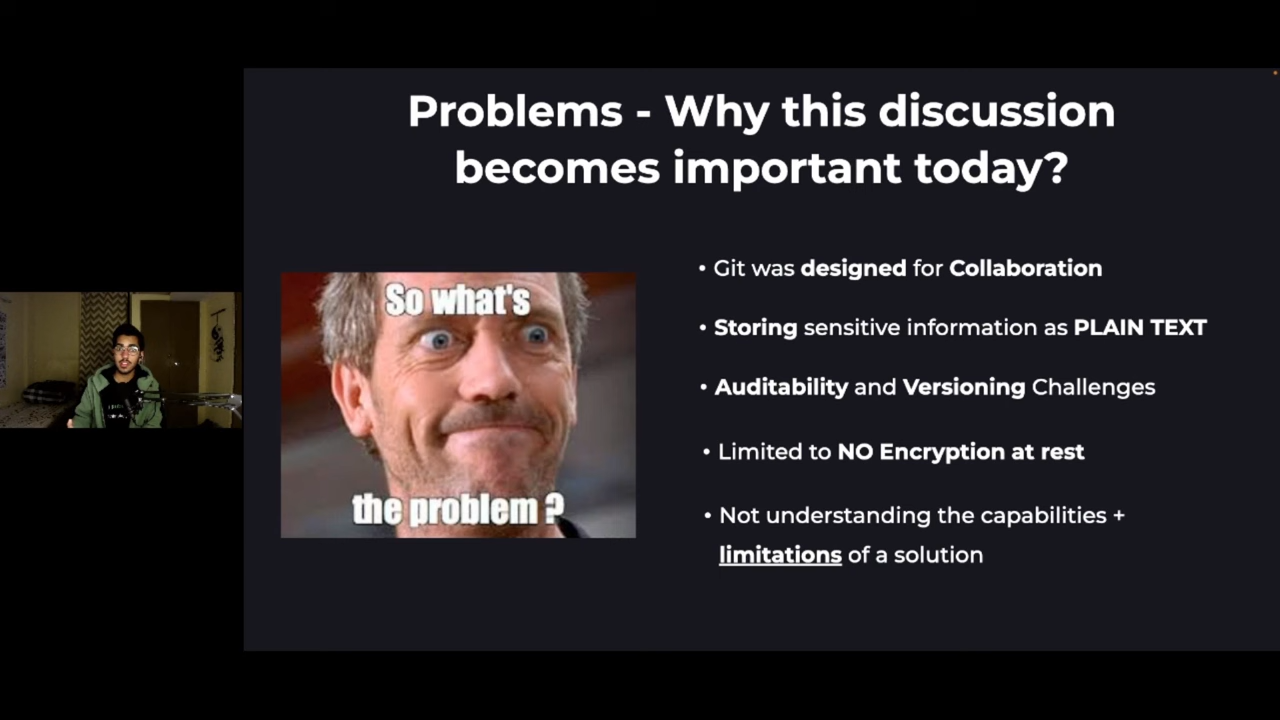 Problems - Why this discussion
becomes important today?
So what's
the problem ?
• Git was designed for Collaboration
• Storing sensitive information as PLAIN TEXT
• Auditability and Versioning Challenges
• Limited to NO Encryption at rest
• Not understanding the capabilities +
limitations of a solution